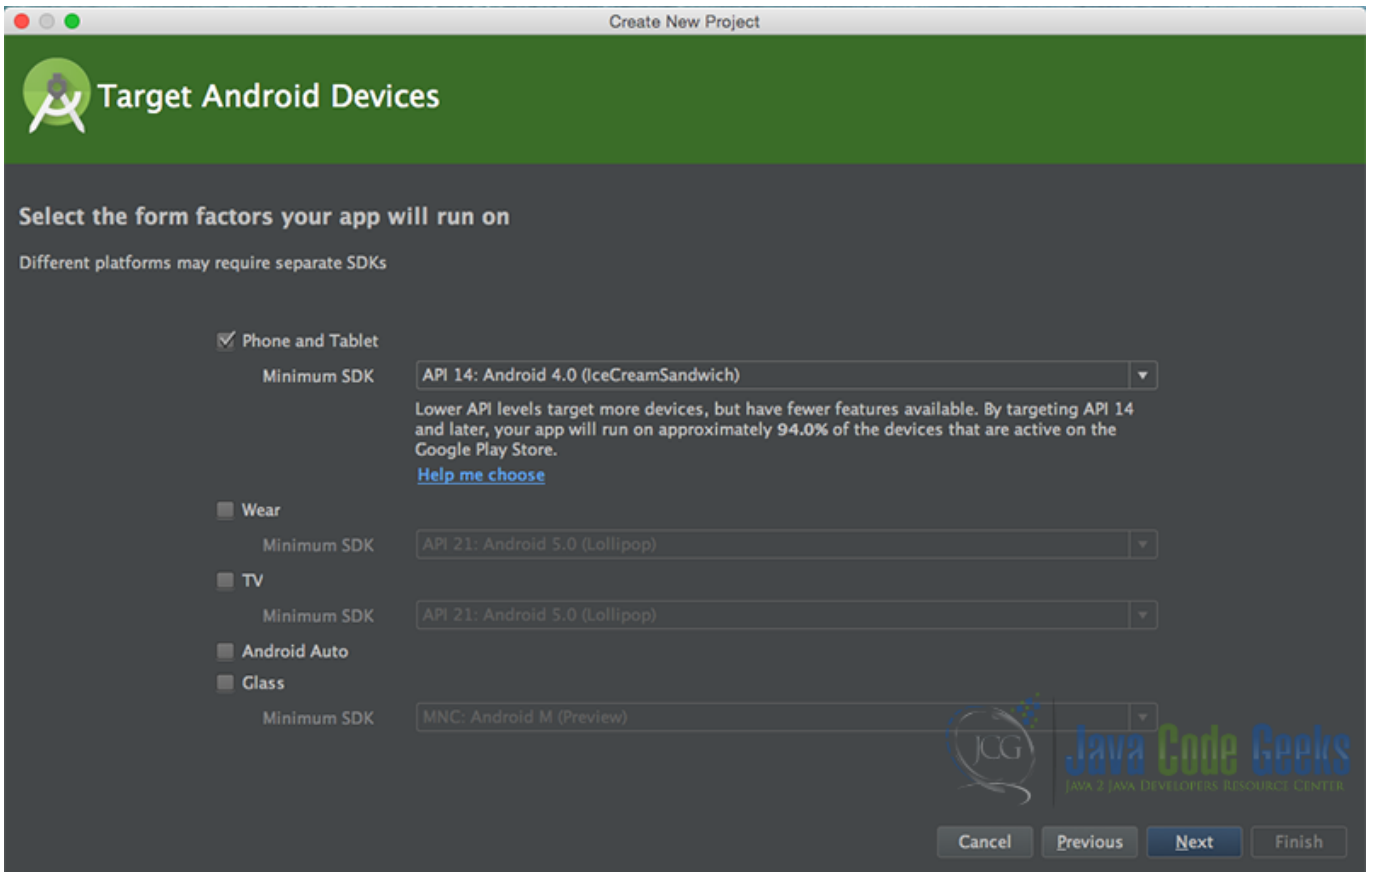 Create New Project
Target Android Devices
Select the form factors your app will run on
Different platforms may require separate SDKs
Phone and Tablet
Minimum SDK
API 14: Android 4.0 (IceCreamSandwich)
Lower API levels target more devices, but have fewer features available. By targeting API 14
and later, your app will run on approximately 94.0% of the devices that are active on the
Google Play Store.
Help me choose
Wear
Minimum SDK
API 21: Android 5.0 (Lollipop)
TV
Minimum SDK
API 21: Android 5.0 (Lollipop)
Android Auto
Glass
Minimum SDK
MNC: Android M (Preview)
JCG
Java Code Geeks
JAVA 2 JAVA DEVELOPERS RESOURCE CENTER
Cancel
Previous
Next
Finish